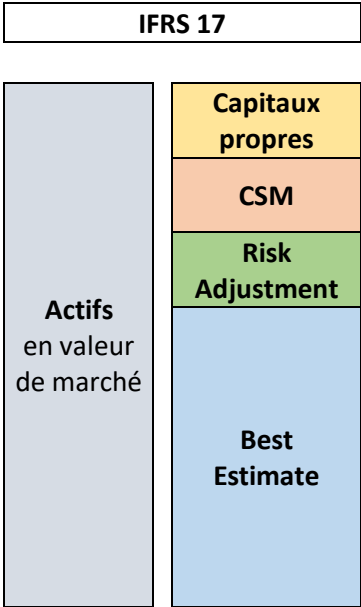 IFRS 17
Actifs
en valeur
de marché
Capitaux
propres
CSM
Risk
Adjustment
Best
Estimate